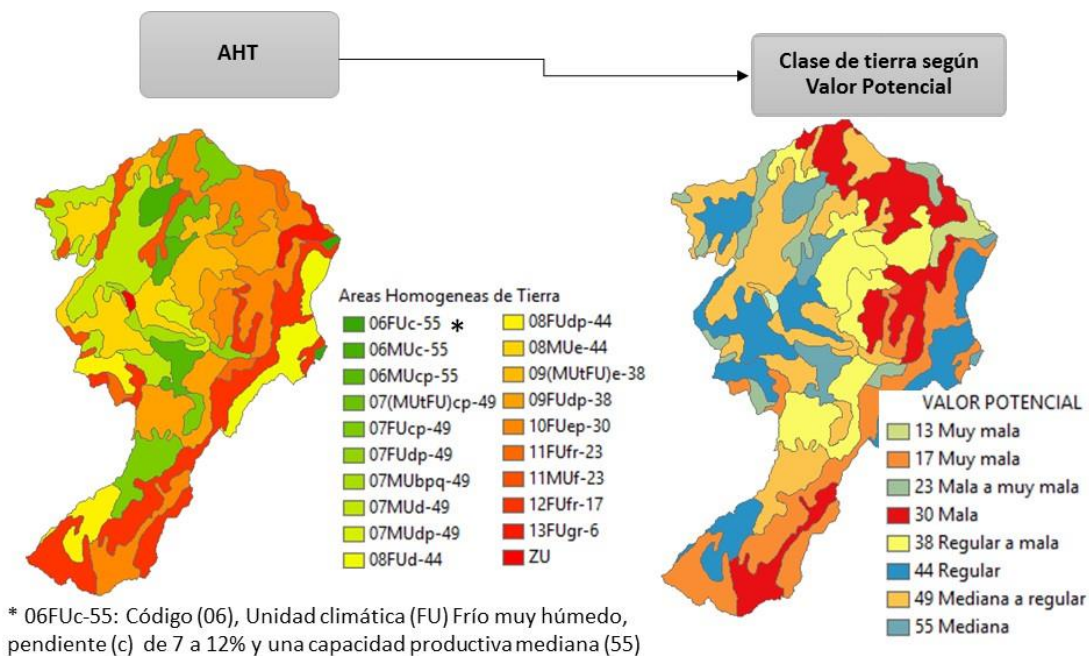 AHT
Clase de tierra según
Valor Potencial
Areas Homogeneas de Tierra
06FUc-55 *
06MUc-55
06MUcp-55
07(MUtFU)cp-49
07FUcp-49
07FUdp-49
07MUbpq-49
07MUd-49
07MUdp-49
08FUd-44
08FUdp-44
08MUe-44
09(MUtFU)e-38
09FUdp-38
10FUep-30
11FUfr-23
11MUf-23
12FUfr-17
13FUgr-6
ZU
VALOR POTENCIAL
13 Muy mala
17 Muy mala
23 Mala a muy mala
30 Mala
38 Regular a mala
44 Regular
49 Mediana a regular
55 Mediana
* 06FUc-55: Código (06), Unidad climática (FU) Frío muy húmedo,
pendiente (c) de 7 a 12% y una capacidad productiva mediana (55)